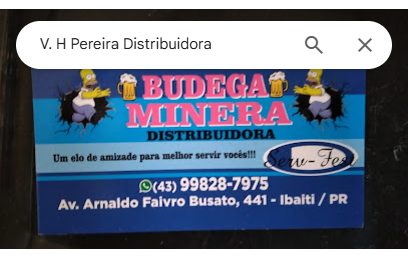 V. H Pereira Distribuidora
BUDEGA
MINERA
DISTRIBUIDORA
Um elo de amizade para melhor servir vocês!!!
Serv-Fest
(43) 99828-7975
Av. Arnaldo Faivro Busato, 441 - Ibaiti / PR